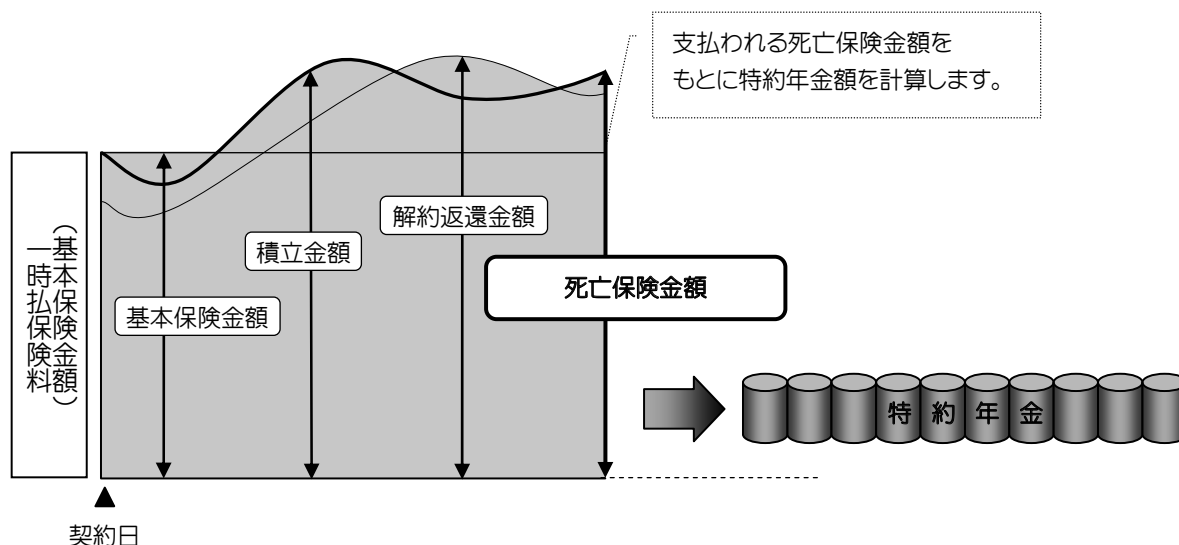 支払われる死亡保険金額を
もとに特約年金額を計算します。
解約返還金額
積立金額
死亡保険金額
基本保険金額
一時払保険料
(基本保険金額)
特約年金
契約日